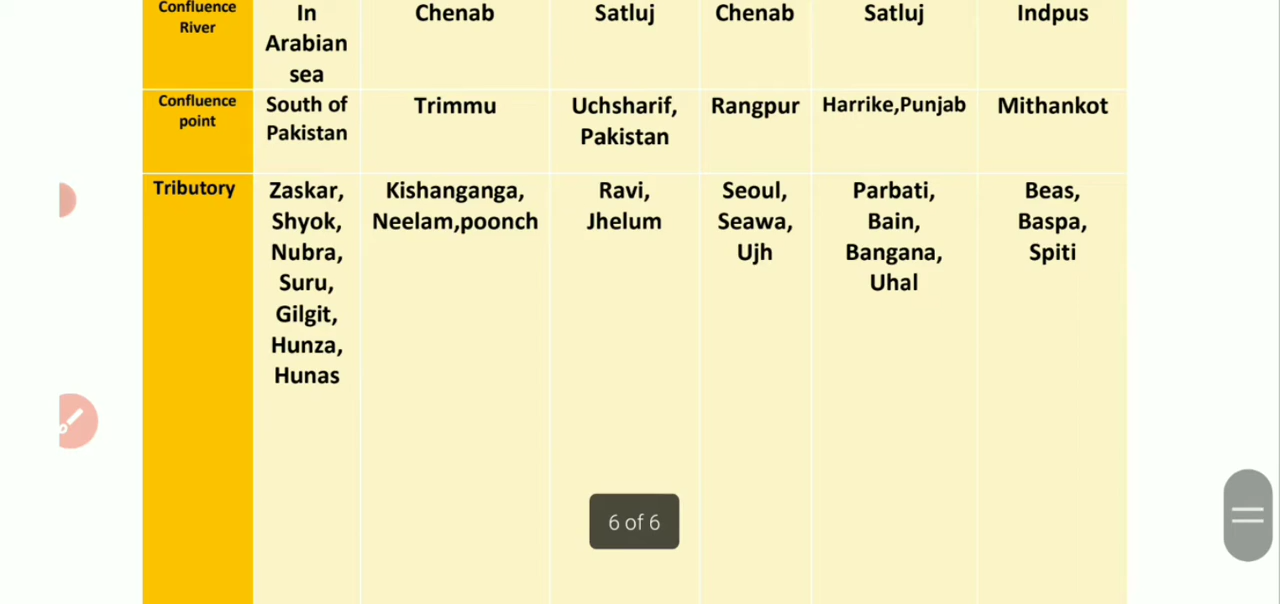 Confluence
River
In
Arabian
sea
Chenab
Satluj
Chenab
Satluj
Indpus
Confluence
point
South of
Pakistan
Trimmu
Uchsharif,
Pakistan
Rangpur
Harrike,Punjab
Mithankot
Tributory
Zaskar,
Shyok,
Nubra,
Suru,
Gilgit,
Hunza,
Hunas
Kishanganga,
Neelam,poonch
Ravi,
Jhelum
Seoul,
Seawa,
Ujh
Parbati,
Bain,
Bangana,
Uhal
Beas,
Baspa,
Spiti
6 of 6